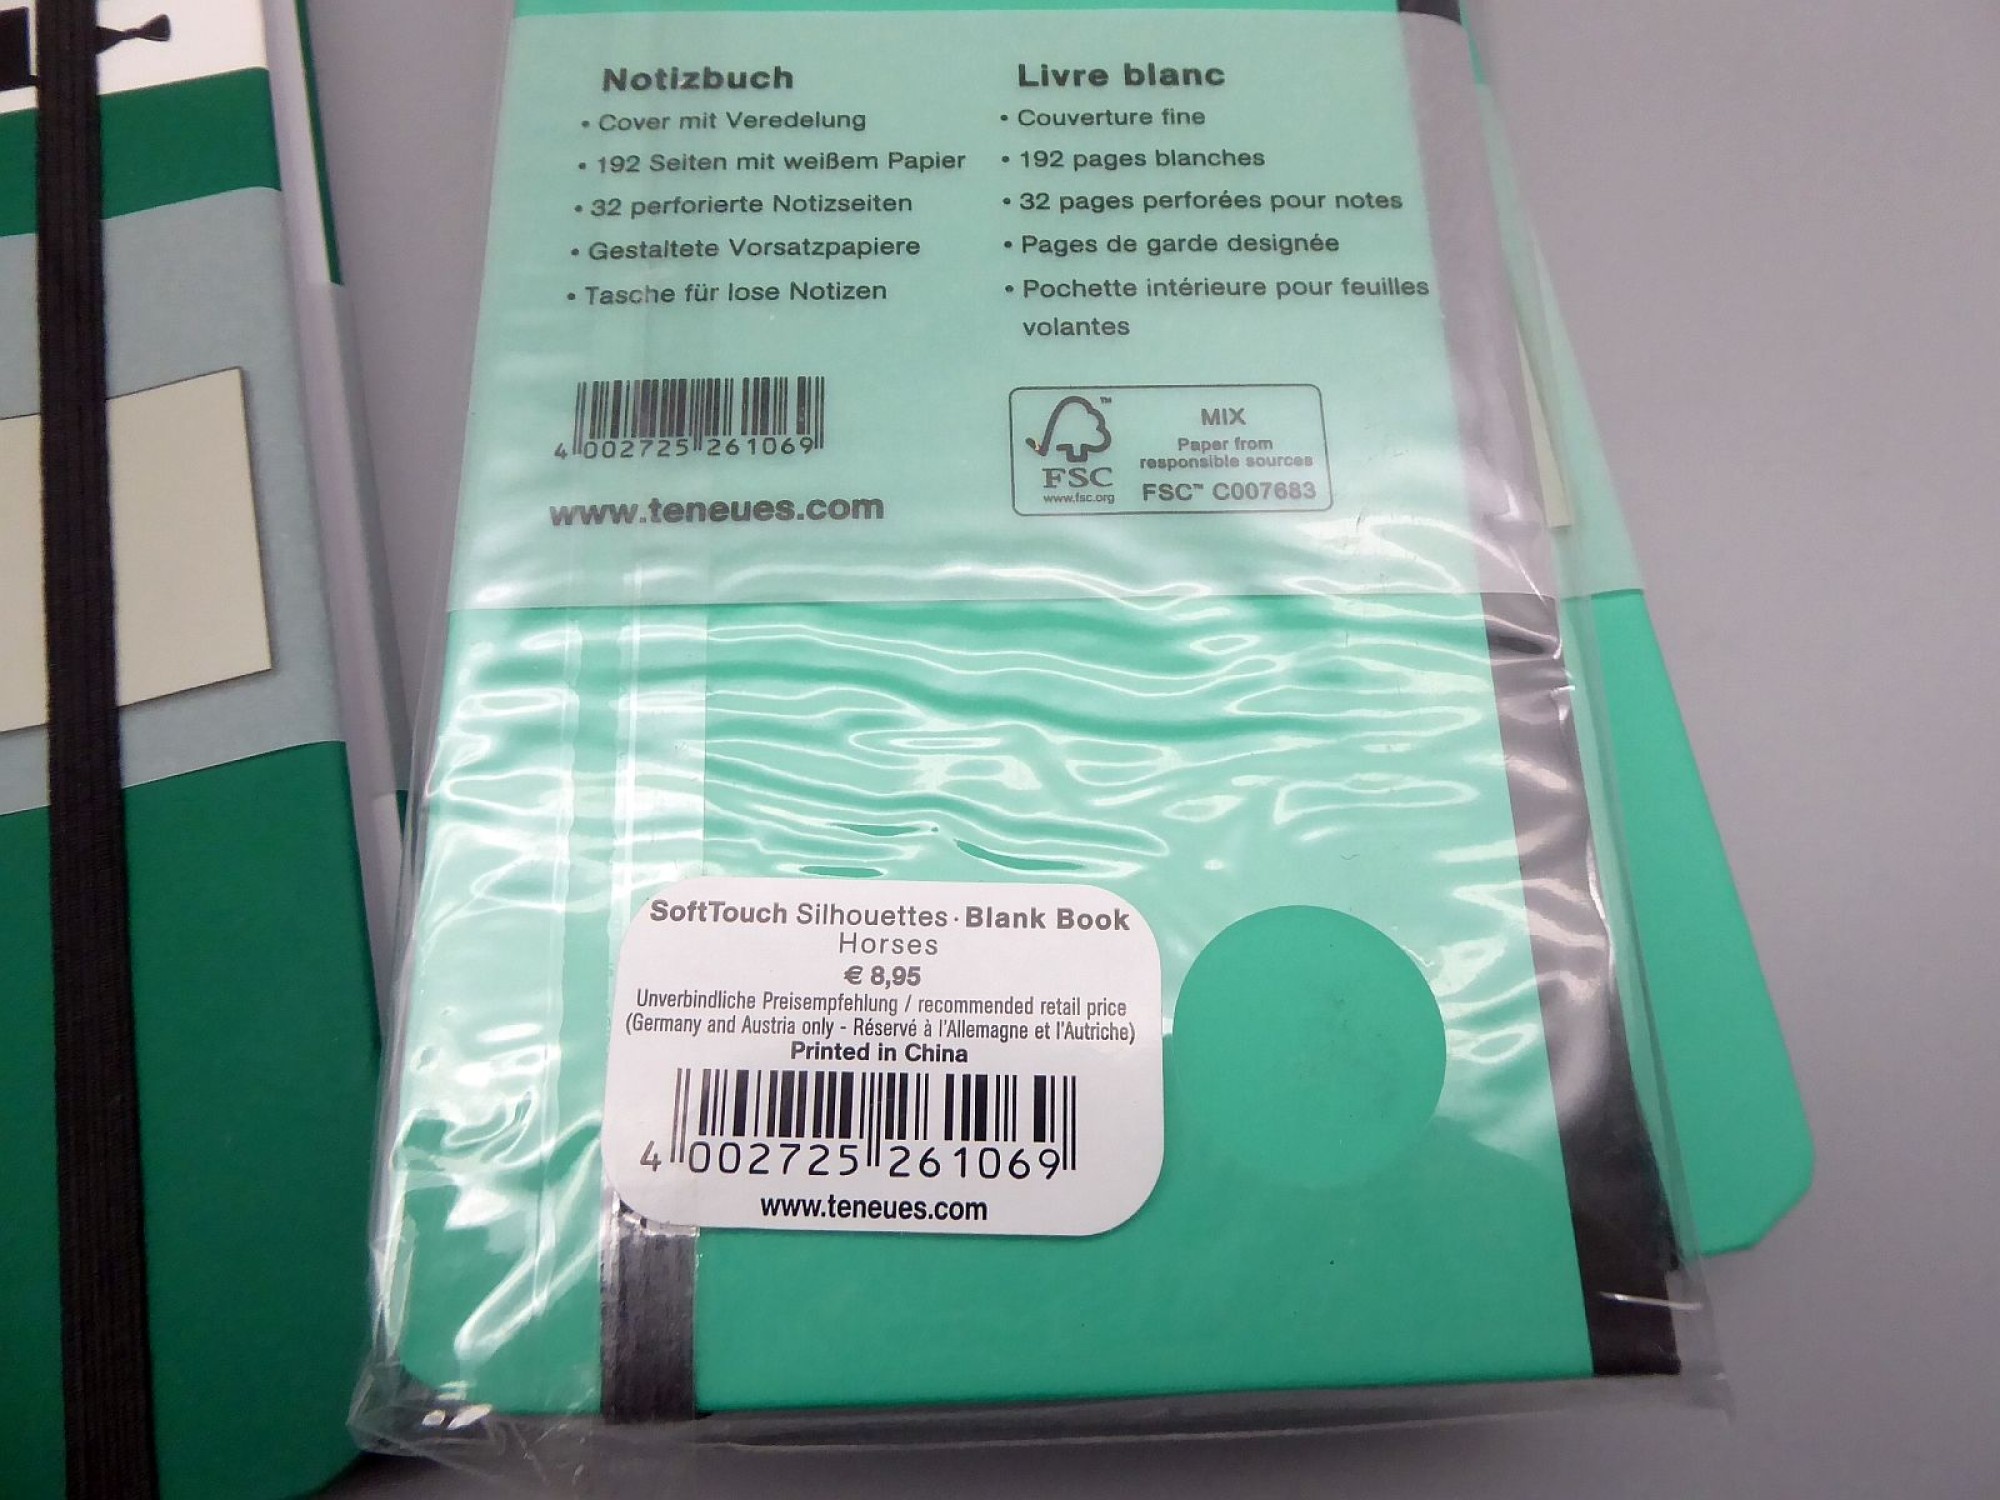 Notizbuch
• Cover mit Veredelung
• 192 Seiten mit weißem Papier
• 32 perforierte Notizseiten
• Gestaltete Vorsatzpapiere
• Tasche für lose Notizen
Livre blanc
• Couverture fine
• 192 pages blanches
• 32 pages perforées pour notes
• Pages de garde designée
• Pochette intérieure pour feuilles
volantes
4 002725 261069
www.teneues.com
FSC
www.fsc.org
™
MIX
Paper from
responsible sources
FSC™ C007683
SoftTouch Silhouettes · Blank Book
Horses
€ 8,95
Unverbindliche Preisempfehlung / recommended retail price
(Germany and Austria only - Réservé à l'Allemagne et l'Autriche)
Printed in China
4 002725 261069
www.teneues.com